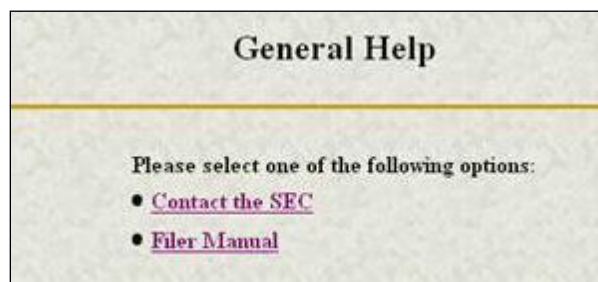 General Help
Please select one of the following options:
• Contact the SEC
• Filer Manual